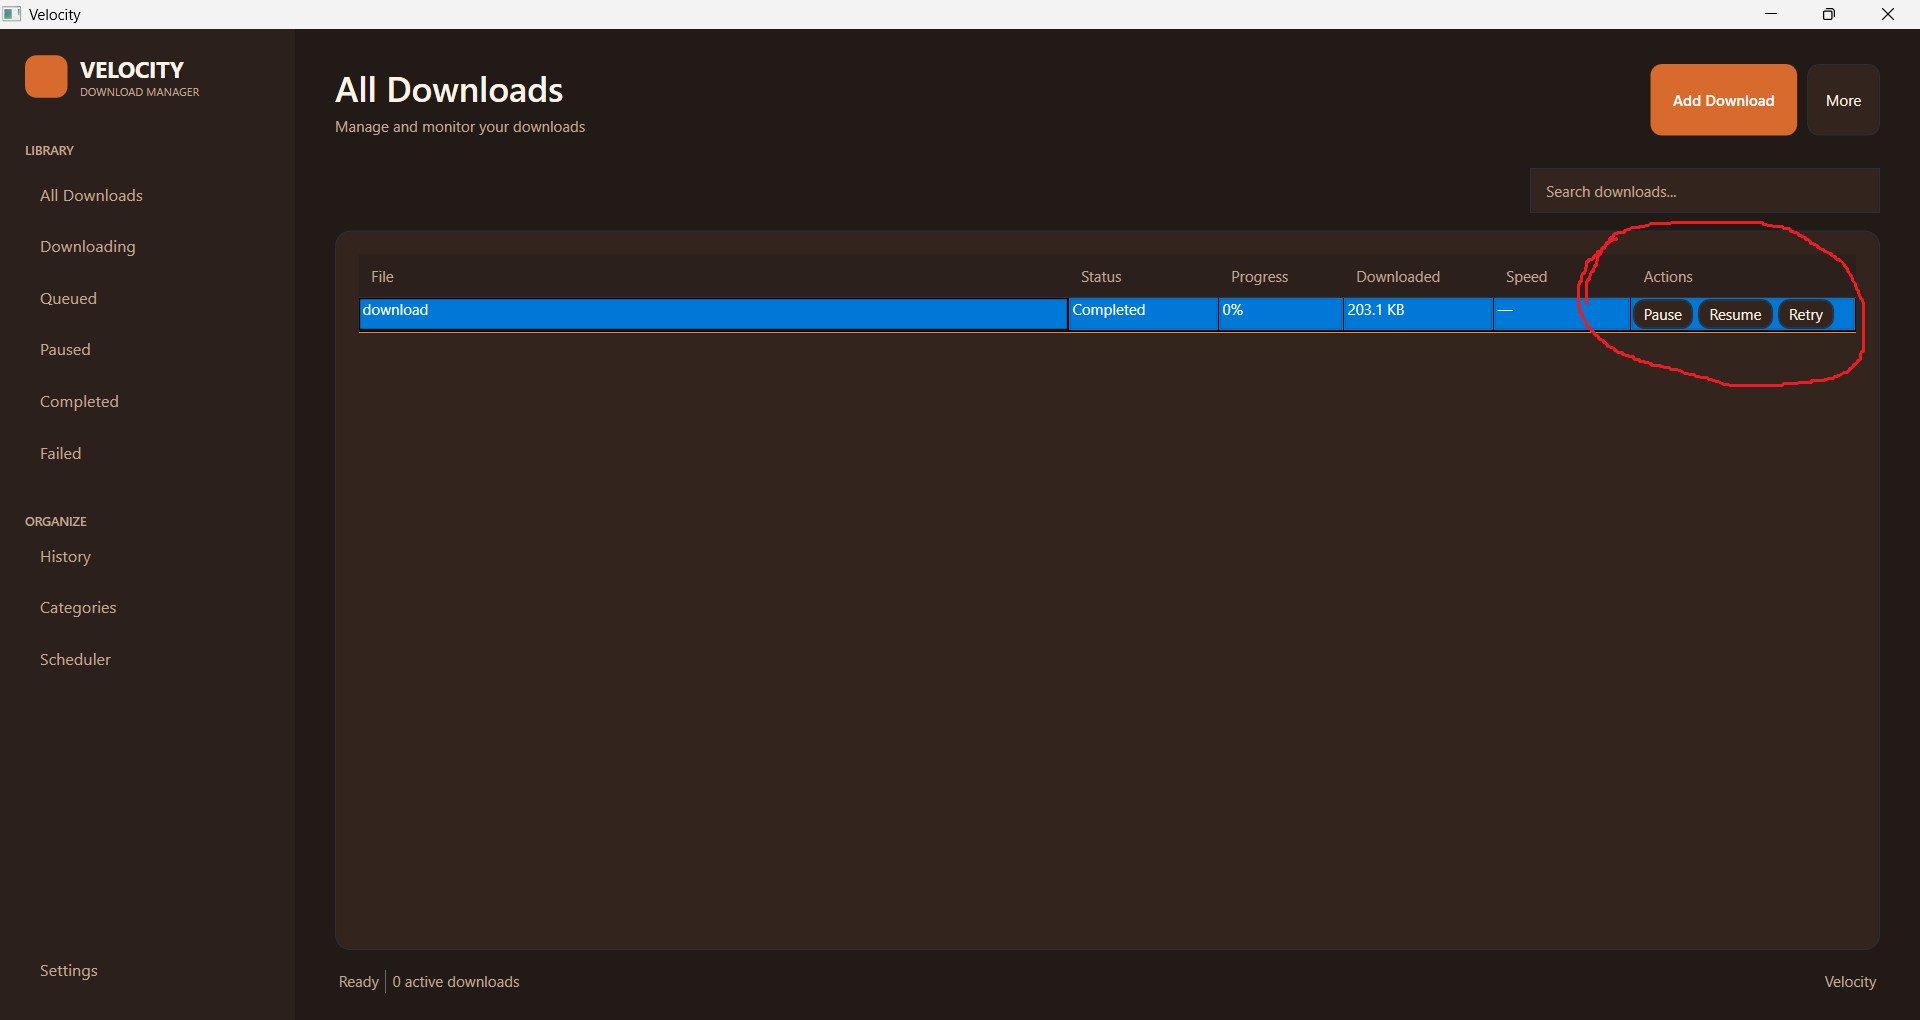 Velocity
VELOCITY
DOWNLOAD MANAGER
LIBRARY
All Downloads
Downloading
Queued
Paused
Completed
Failed
ORGANIZE
History
Categories
Scheduler
Settings
All Downloads
Manage and monitor your downloads
Add Download
More
Search downloads...
File Status Progress Downloaded Speed Actions
download Completed 0% 203.1 KB — Pause Resume Retry
Ready 0 active downloads
Velocity